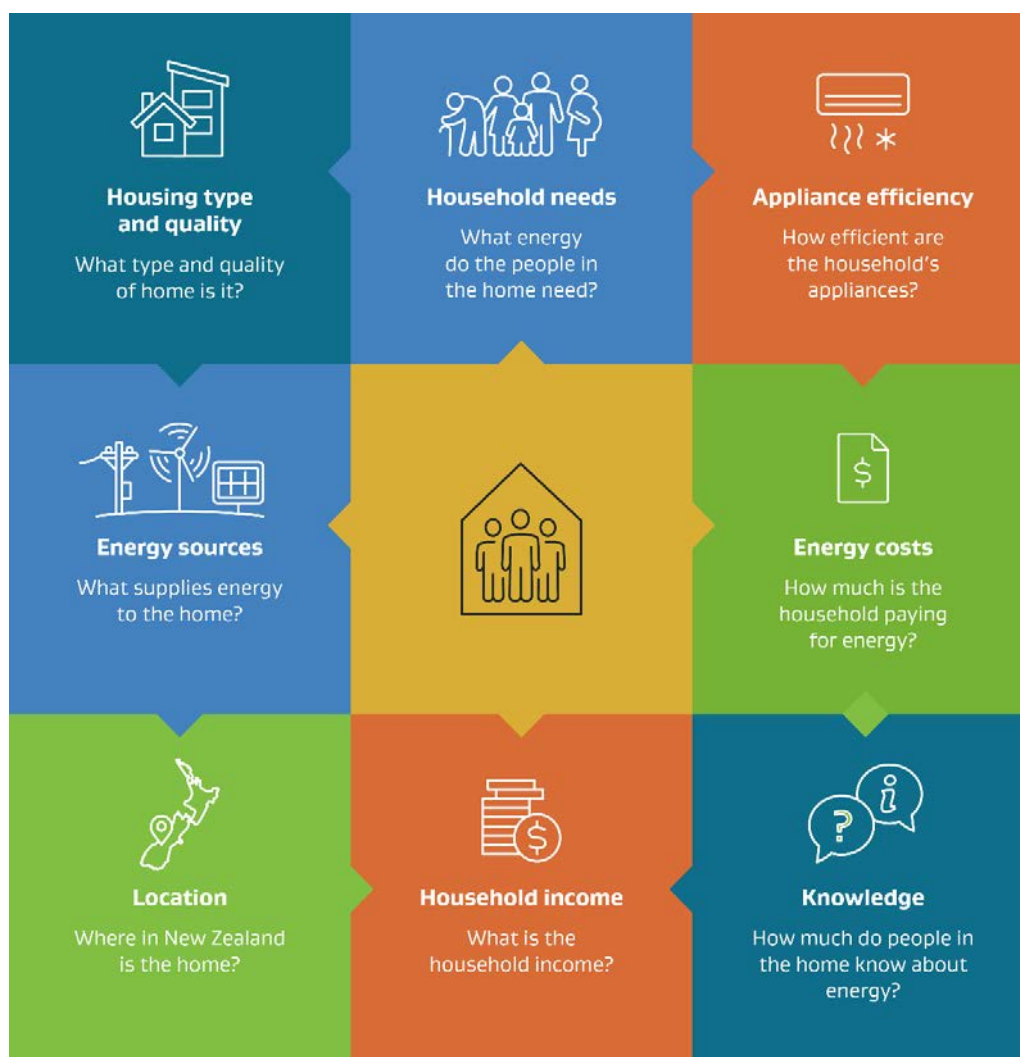 Housing type
and quality
What type and quality
of home is it?
Household needs
What energy
do the people in
the home need?
Appliance efficiency
How efficient are
the household's
appliances?
Energy sources
What supplies energy
to the home?
$
Energy costs
How much is the
household paying
for energy?
Location
Where in New Zealand
is the home?
$
Household income
What is the
household income?
? i
Knowledge
How much do people in
the home know about
energy?